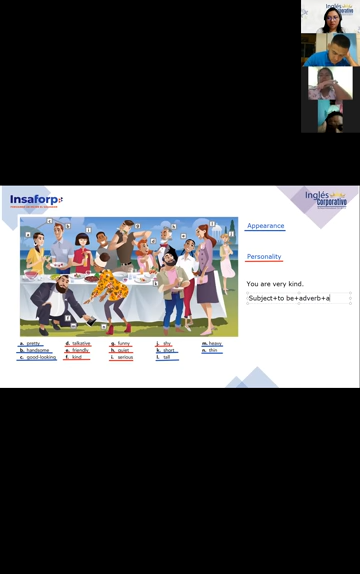 Inglés
Corporativo
Insaforp
Inglés
Corporativo
Appearance
Personality
You are very kind.
Subject+to be+adverb+a
a. pretty
d. talkative
g. funny
j. shy
m. heavy
b. handsome
e. friendly
h. quiet
k. short
n. thin
c. good-looking
f. kind
i. serious
l. tall